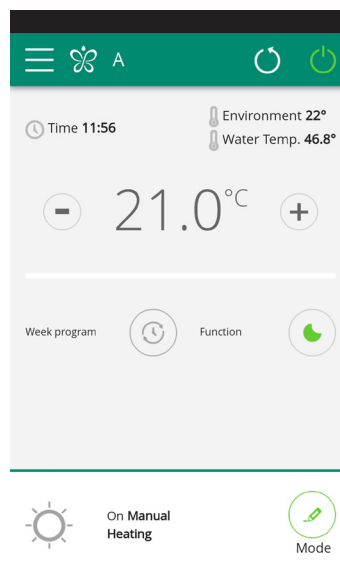 A
Time 11:56
Environment 22°
Water Temp. 46.8°
- 21.0°C +
Week program
Function
On Manual
Heating
Mode